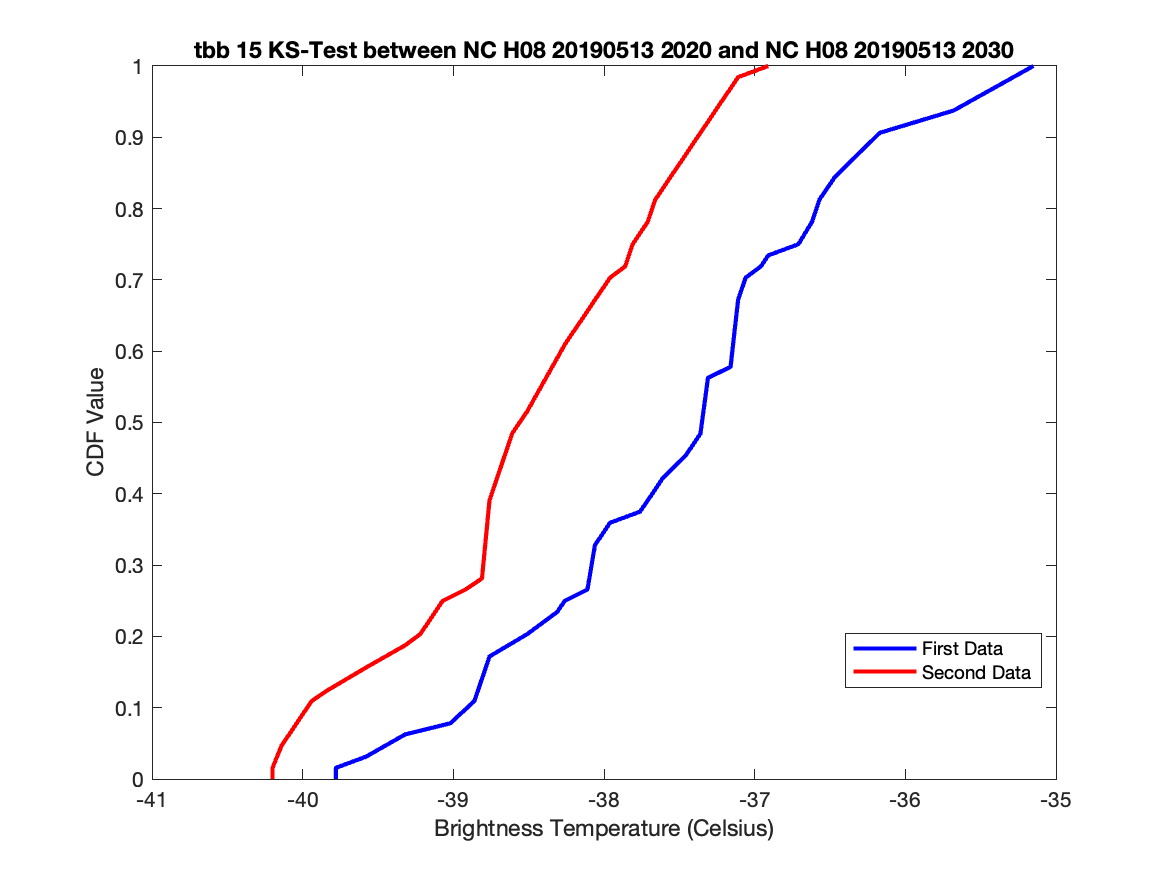 tbb 15 KS-Test between NC H08 20190513 2020 and NC H08 20190513 2030
1
0.9
0.8
0.7
0.6
0.5
0.4
0.3
0.2
0.1
0
CDF Value
First Data
Second Data
-41 -40 -39 -38 -37 -36 -35
Brightness Temperature (Celsius)